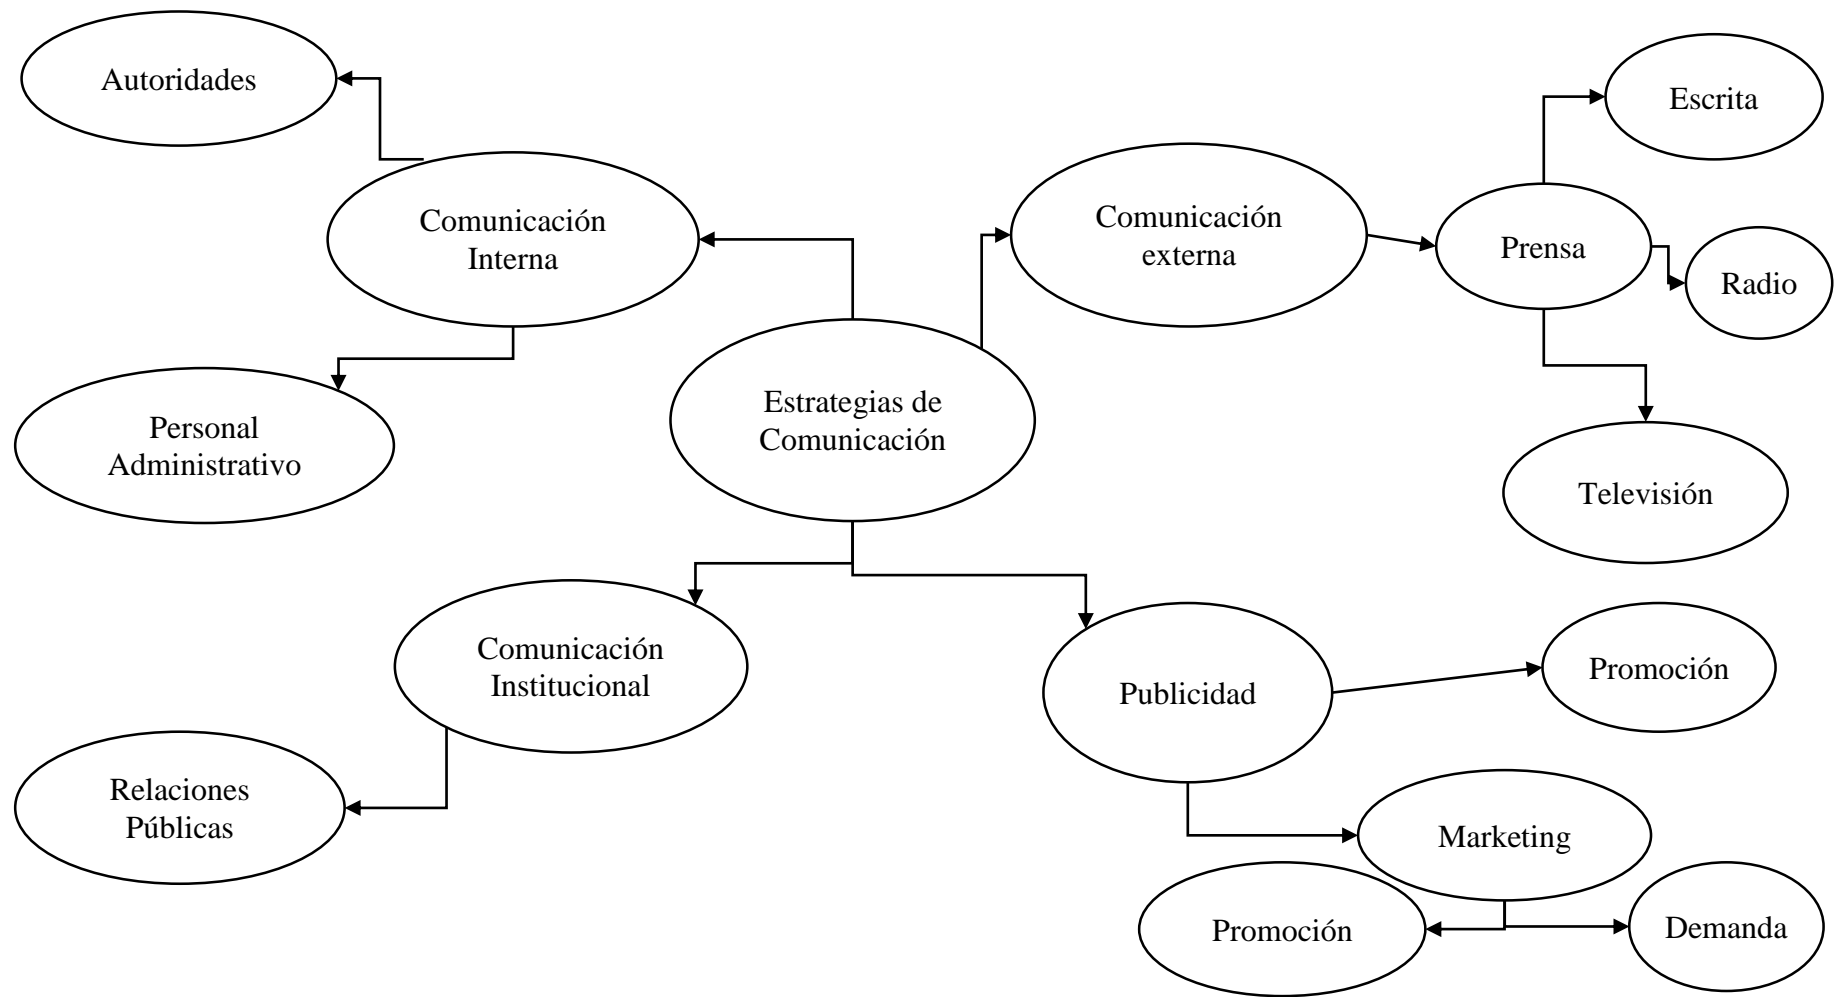 Autoridades
Escrita
Comunicación
Interna
Comunicación
externa
Prensa
Radio
Estrategias de
Comunicación
Personal
Administrativo
Televisión
Comunicación
Institucional
Publicidad
Promoción
Relaciones
Públicas
Marketing
Promoción
Demanda